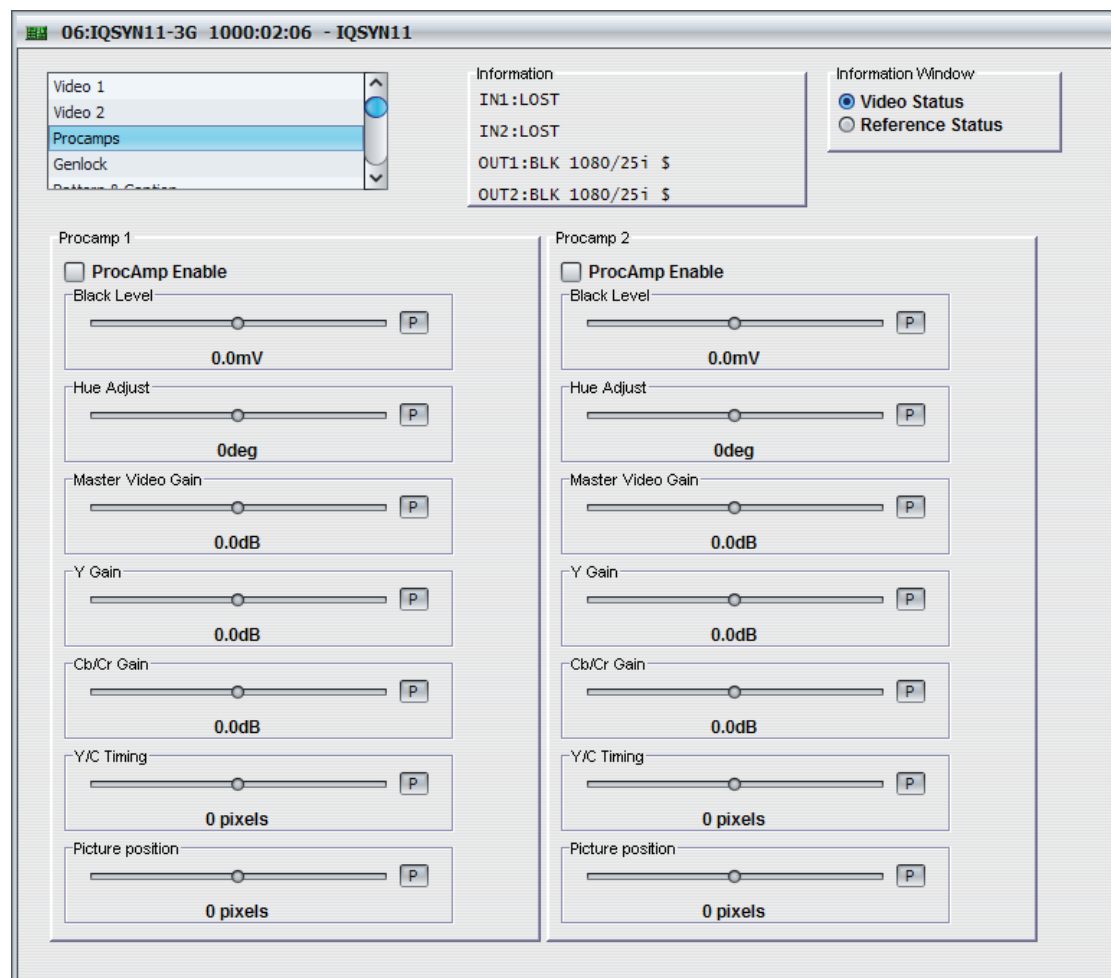 06:IQSYN11-3G 1000:02:06 - IQSYN11
Video 1
Video 2
Procamps
Genlock
Pattern & Caption
Information
IN1:LOST
IN2:LOST
OUT1:BLK 1080/25i $
OUT2:BLK 1080/25i $
Information Window
Video Status
Reference Status
Procamp 1
ProcAmp Enable
Black Level
P
0.0mV
Hue Adjust
P
0deg
Master Video Gain
P
0.0dB
Y Gain
P
0.0dB
Cb/Cr Gain
P
0.0dB
Y/C Timing
P
0 pixels
Picture position
P
0 pixels
Procamp 2
ProcAmp Enable
Black Level
P
0.0mV
Hue Adjust
P
0deg
Master Video Gain
P
0.0dB
Y Gain
P
0.0dB
Cb/Cr Gain
P
0.0dB
Y/C Timing
P
0 pixels
Picture position
P
0 pixels